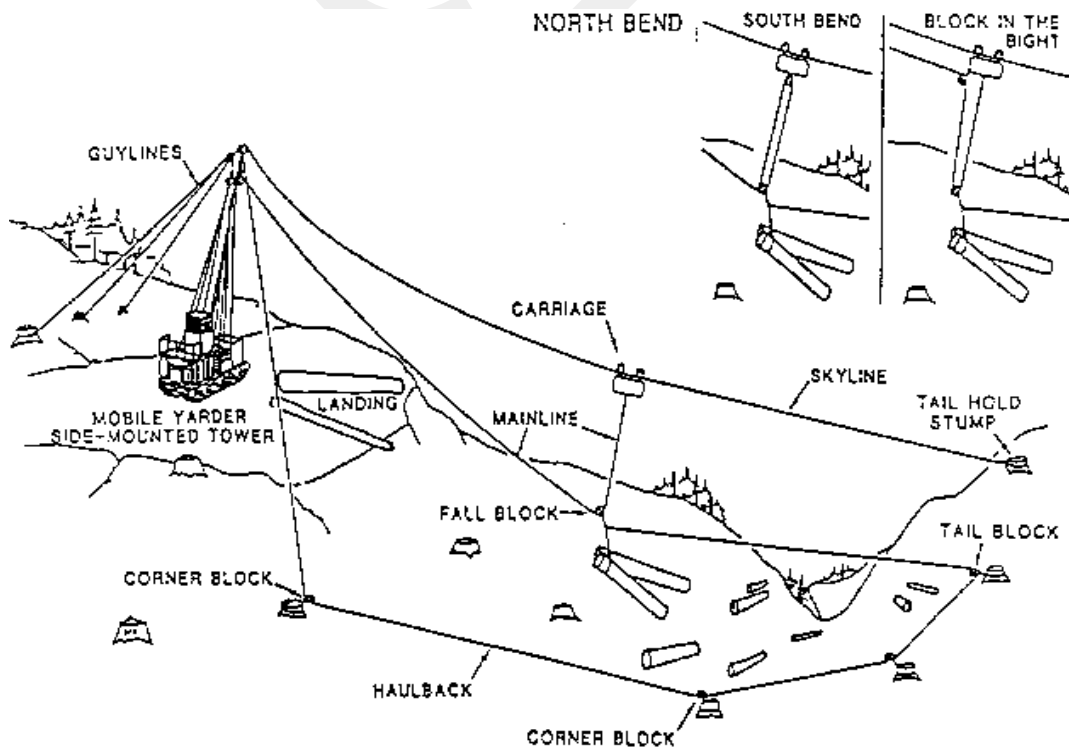 NORTH BEND
SOUTH BEND
BLOCK IN THE
BIGHT
GUYLINES
CARRIAGE
SKYLINE
MOBILE YARDER
SIDE-MOUNTED TOWER
LANDING
MAINLINE
TAIL HOLD
STUMP
FALL BLOCK
TAIL BLOCK
CORNER BLOCK
HAULBACK
CORNER BLOCK